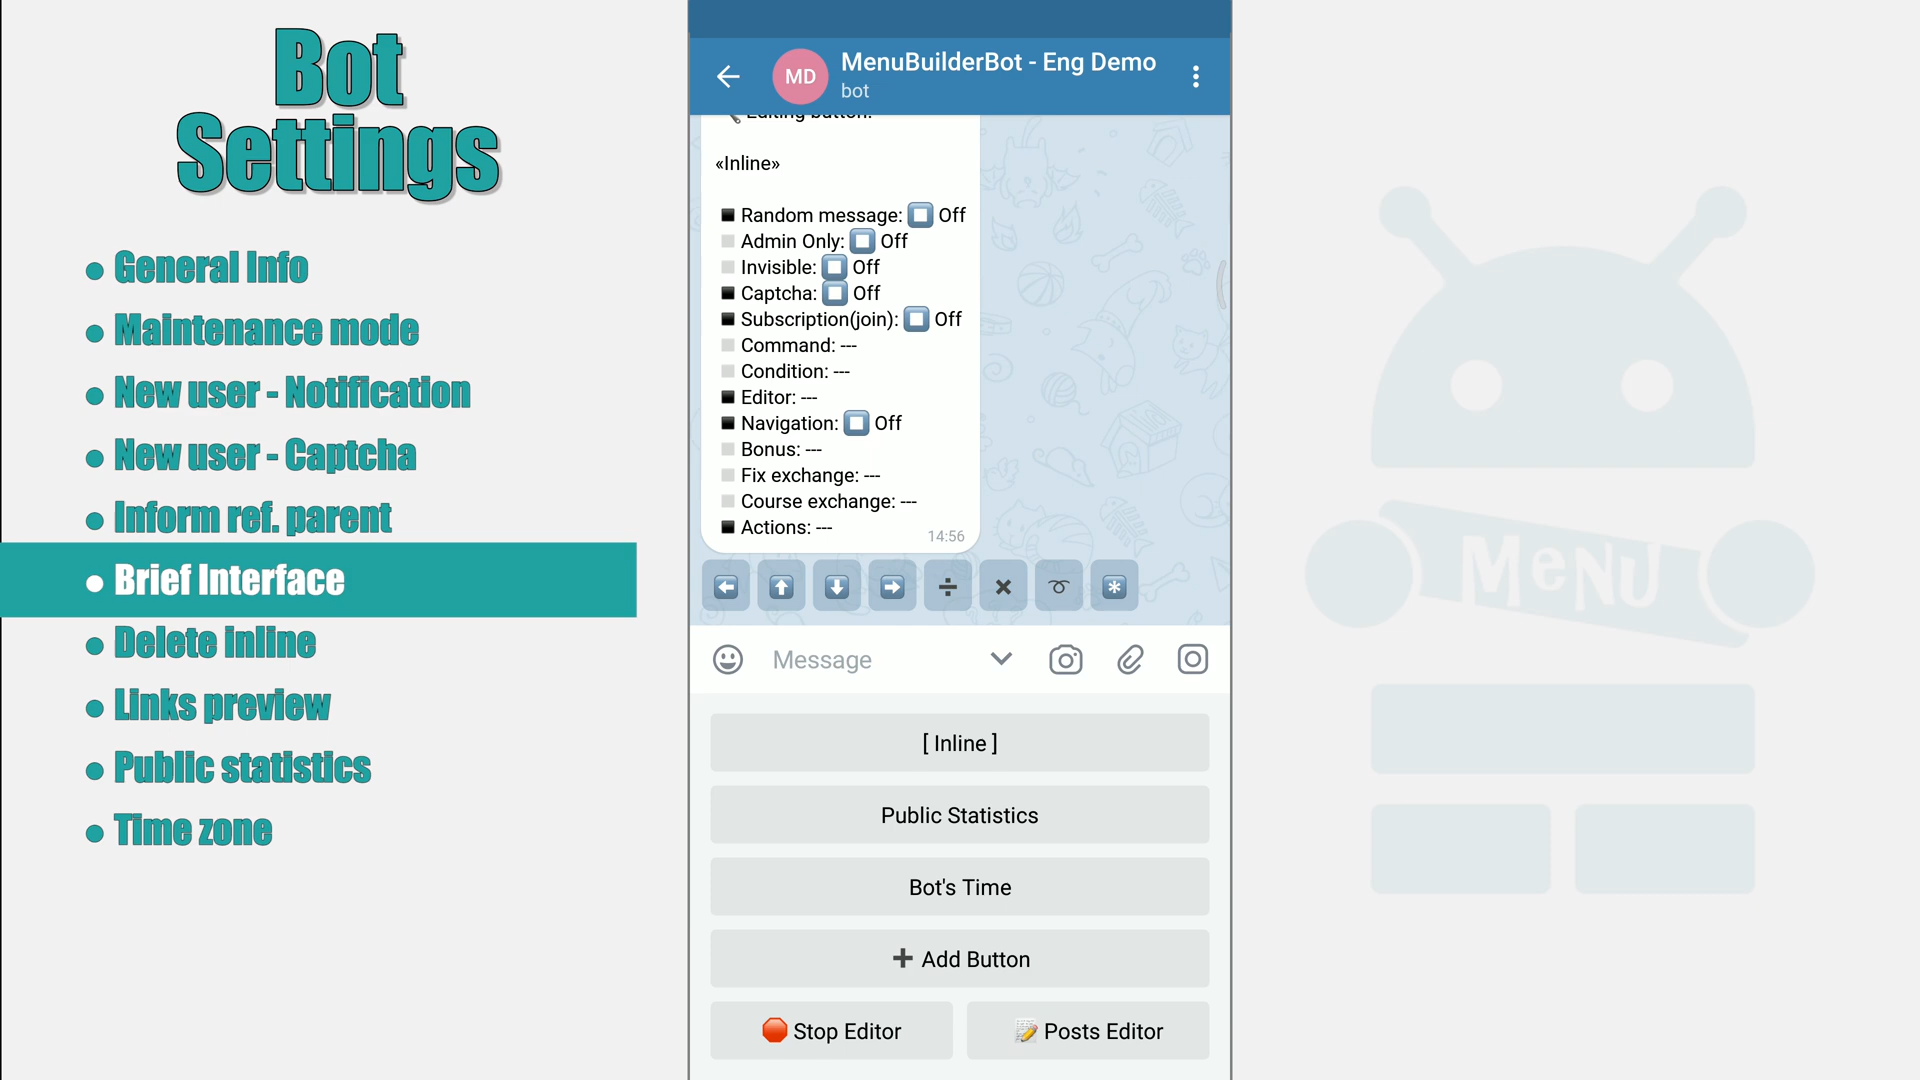 Bot
Settings
• General Info
• Maintenance mode
• New user - Notification
• New user - Captcha
• Inform ref. parent
• Brief Interface
• Delete inline
• Links preview
• Public statistics
• Time zone
MD
MenuBuilderBot - Eng Demo
bot
Editing button:
«Inline»
Random message: Off
Admin Only: Off
Invisible: Off
Captcha: Off
Subscription(join): Off
Command: ---
Condition: ---
Editor: ---
Navigation: Off
Bonus: ---
Fix exchange: ---
Course exchange: ---
Actions: ---
14:56
Message
[ Inline ]
Public Statistics
Bot's Time
➕ Add Button
Stop Editor
Posts Editor
MeNU